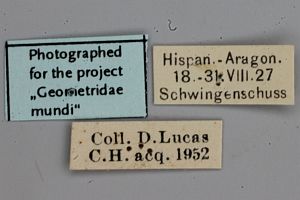 Photographed
for the project
„Geometridae
mundi“
Hispan.-Aragon.
18.-31.VIII.27
Schwingenschuss
Coll. D. Lucas
C.H. acq. 1952